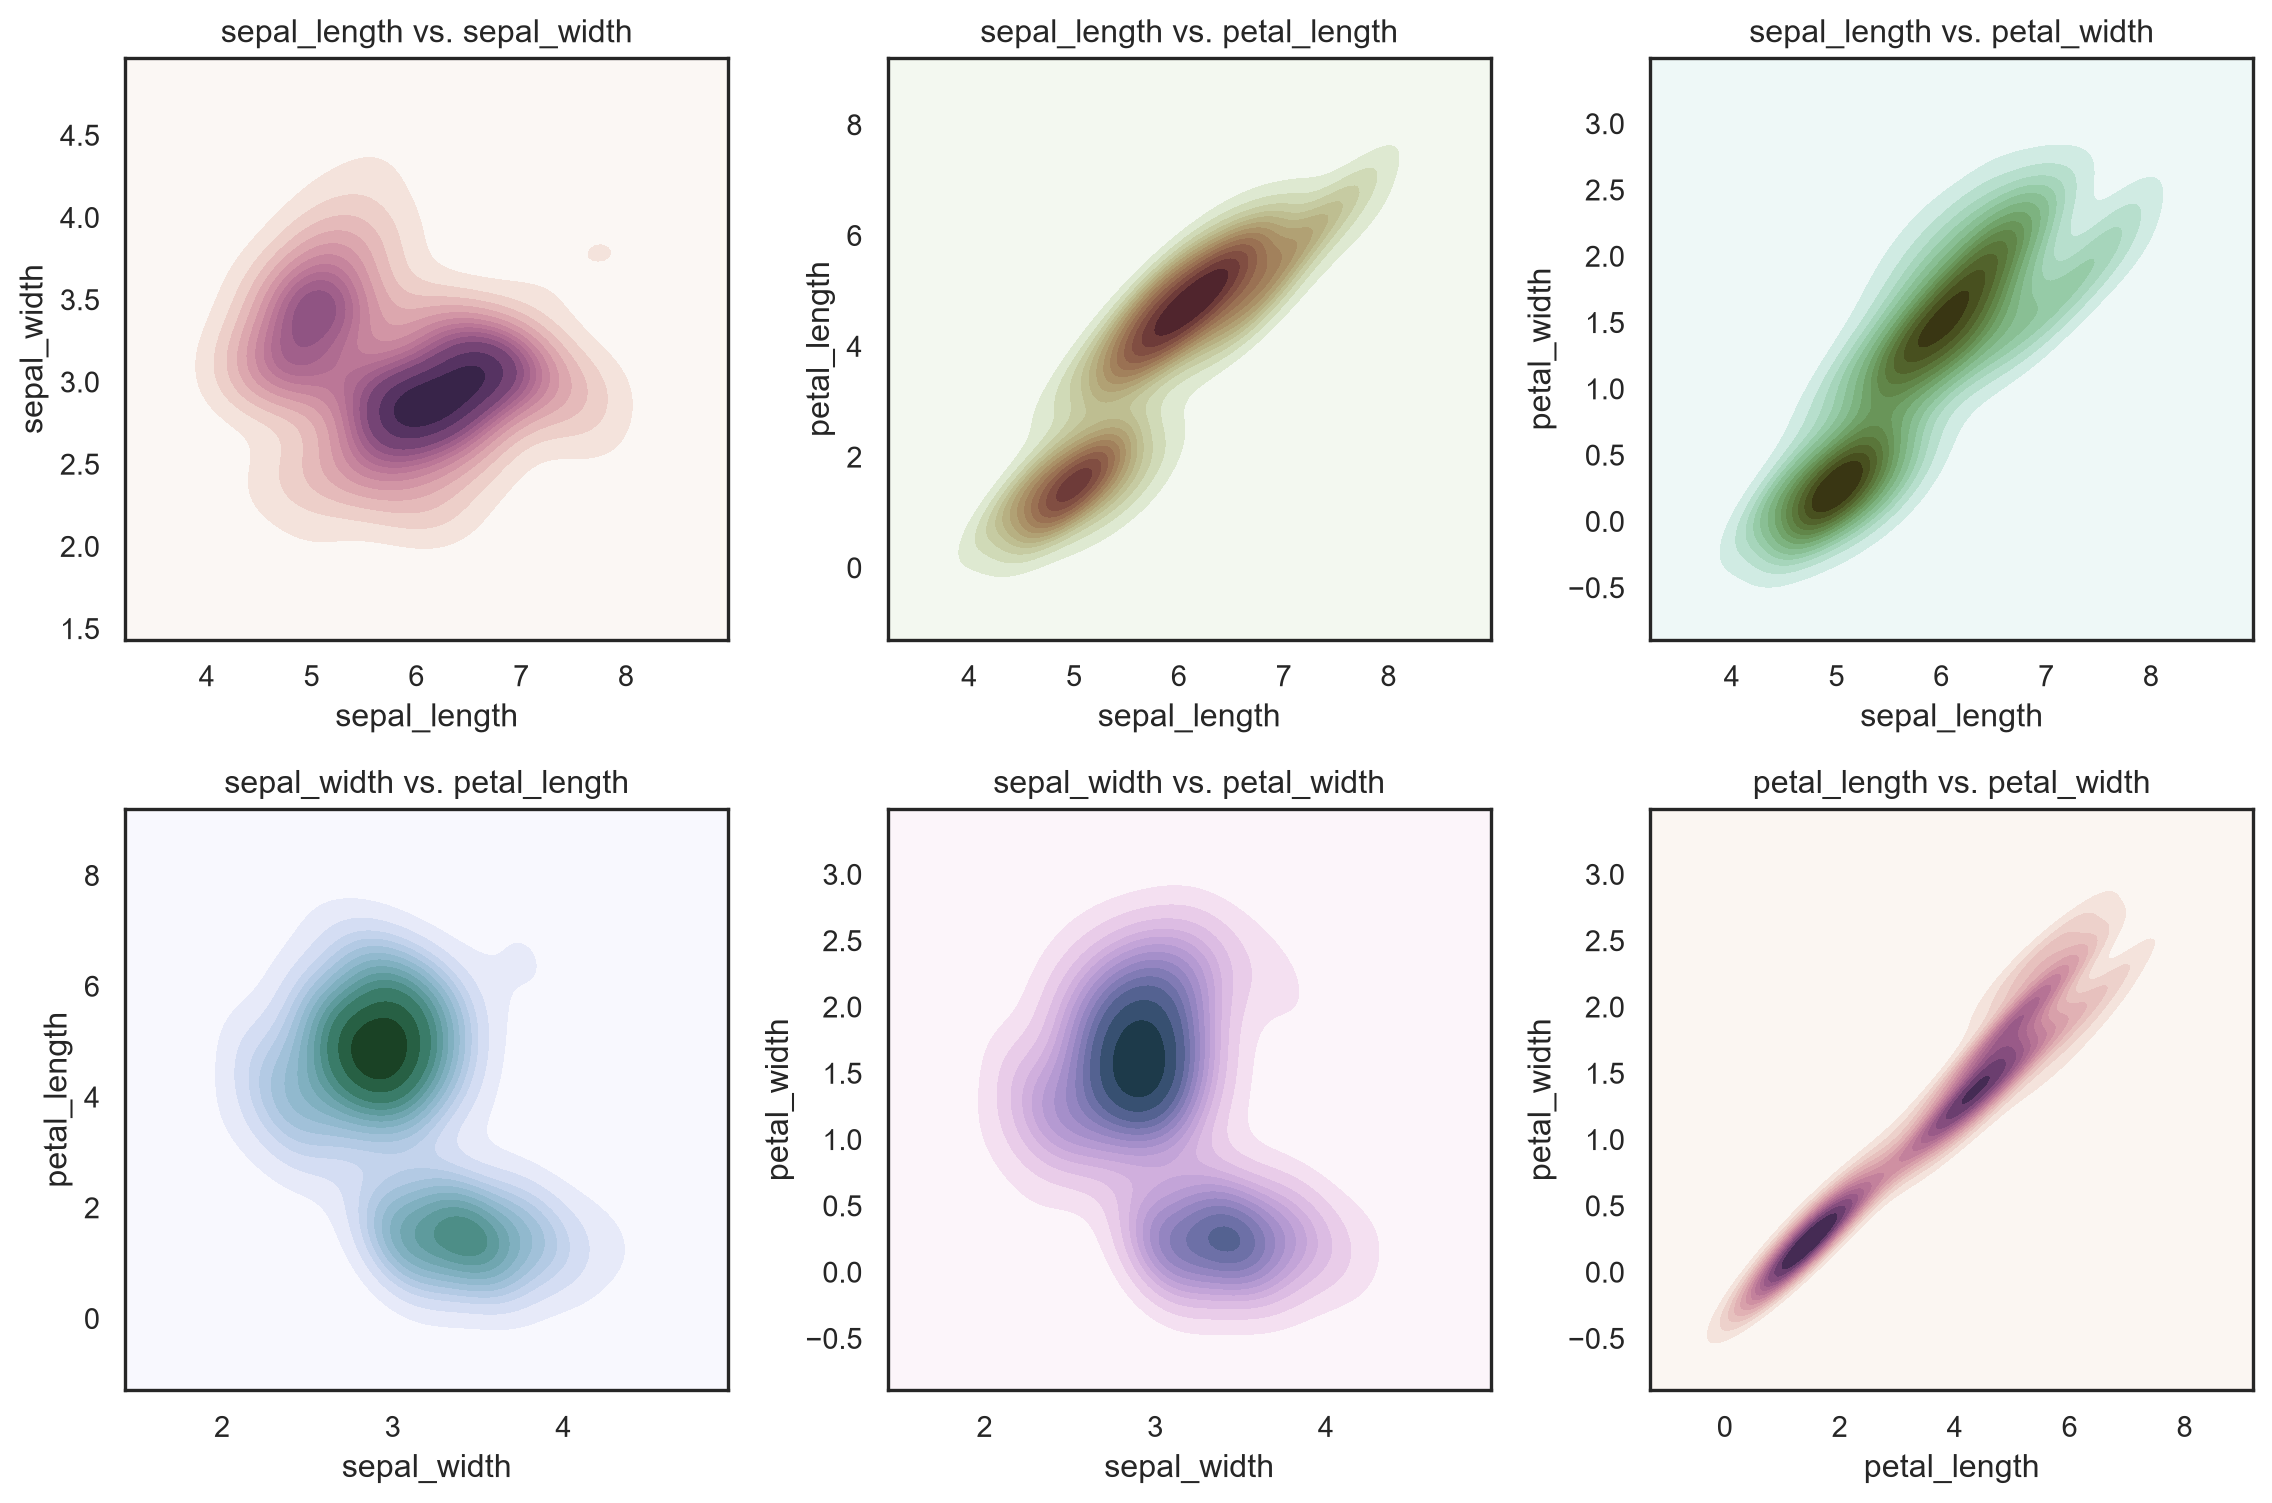 sepal_length vs. sepal_width
4.5
4.0
3.5
3.0
2.5
2.0
1.5
sepal_width
4 5 6 7 8
sepal_length
sepal_length vs. petal_length
8
6
4
2
0
petal_length
4 5 6 7 8
sepal_length
sepal_length vs. petal_width
3.0
2.5
2.0
1.5
1.0
0.5
0.0
−0.5
petal_width
4 5 6 7 8
sepal_length
sepal_width vs. petal_length
8
6
4
2
0
petal_length
2 3 4
sepal_width
sepal_width vs. petal_width
3.0
2.5
2.0
1.5
1.0
0.5
0.0
−0.5
petal_width
2 3 4
sepal_width
petal_length vs. petal_width
3.0
2.5
2.0
1.5
1.0
0.5
0.0
−0.5
petal_width
0 2 4 6 8
petal_length